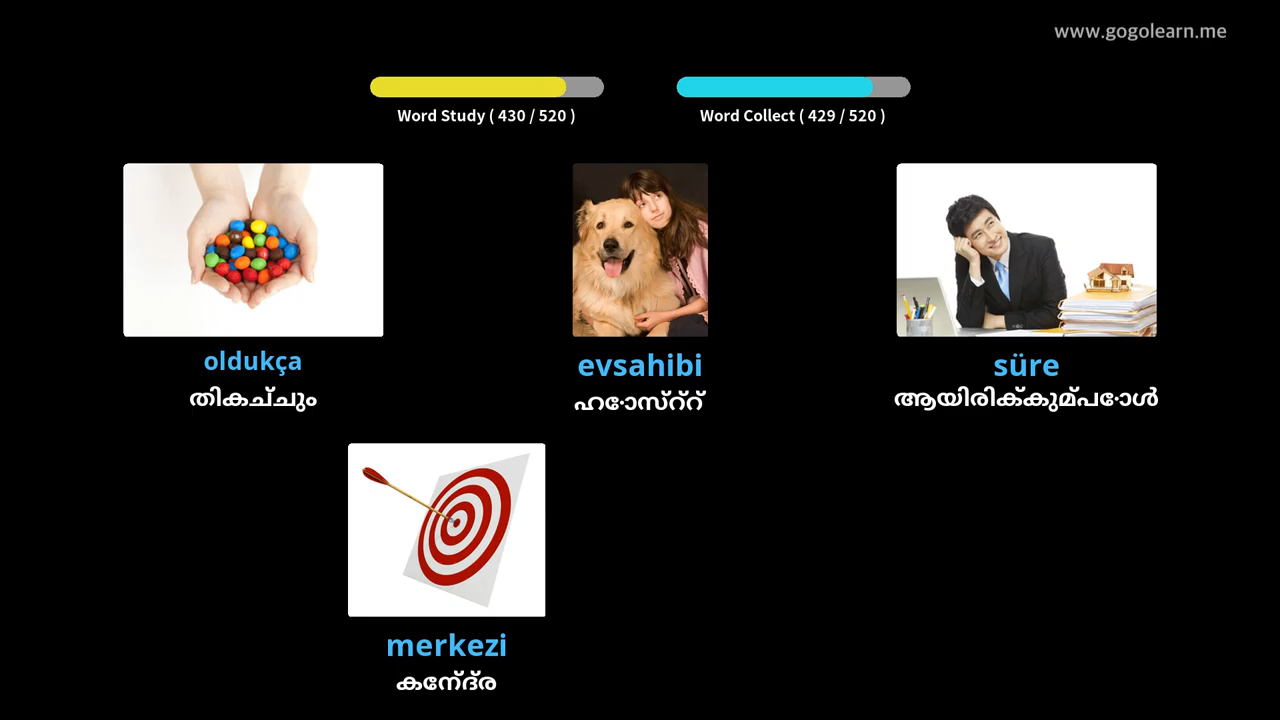 www.gogolearn.me
Word Study ( 430 / 520 )
Word Collect ( 429 / 520 )
oldukça
തികച്ചും
evsahibi
ഹോസ്റ്റ്
süre
ആയിരിക്കുമ്പോൾ
merkezi
കേന്ദ്ര